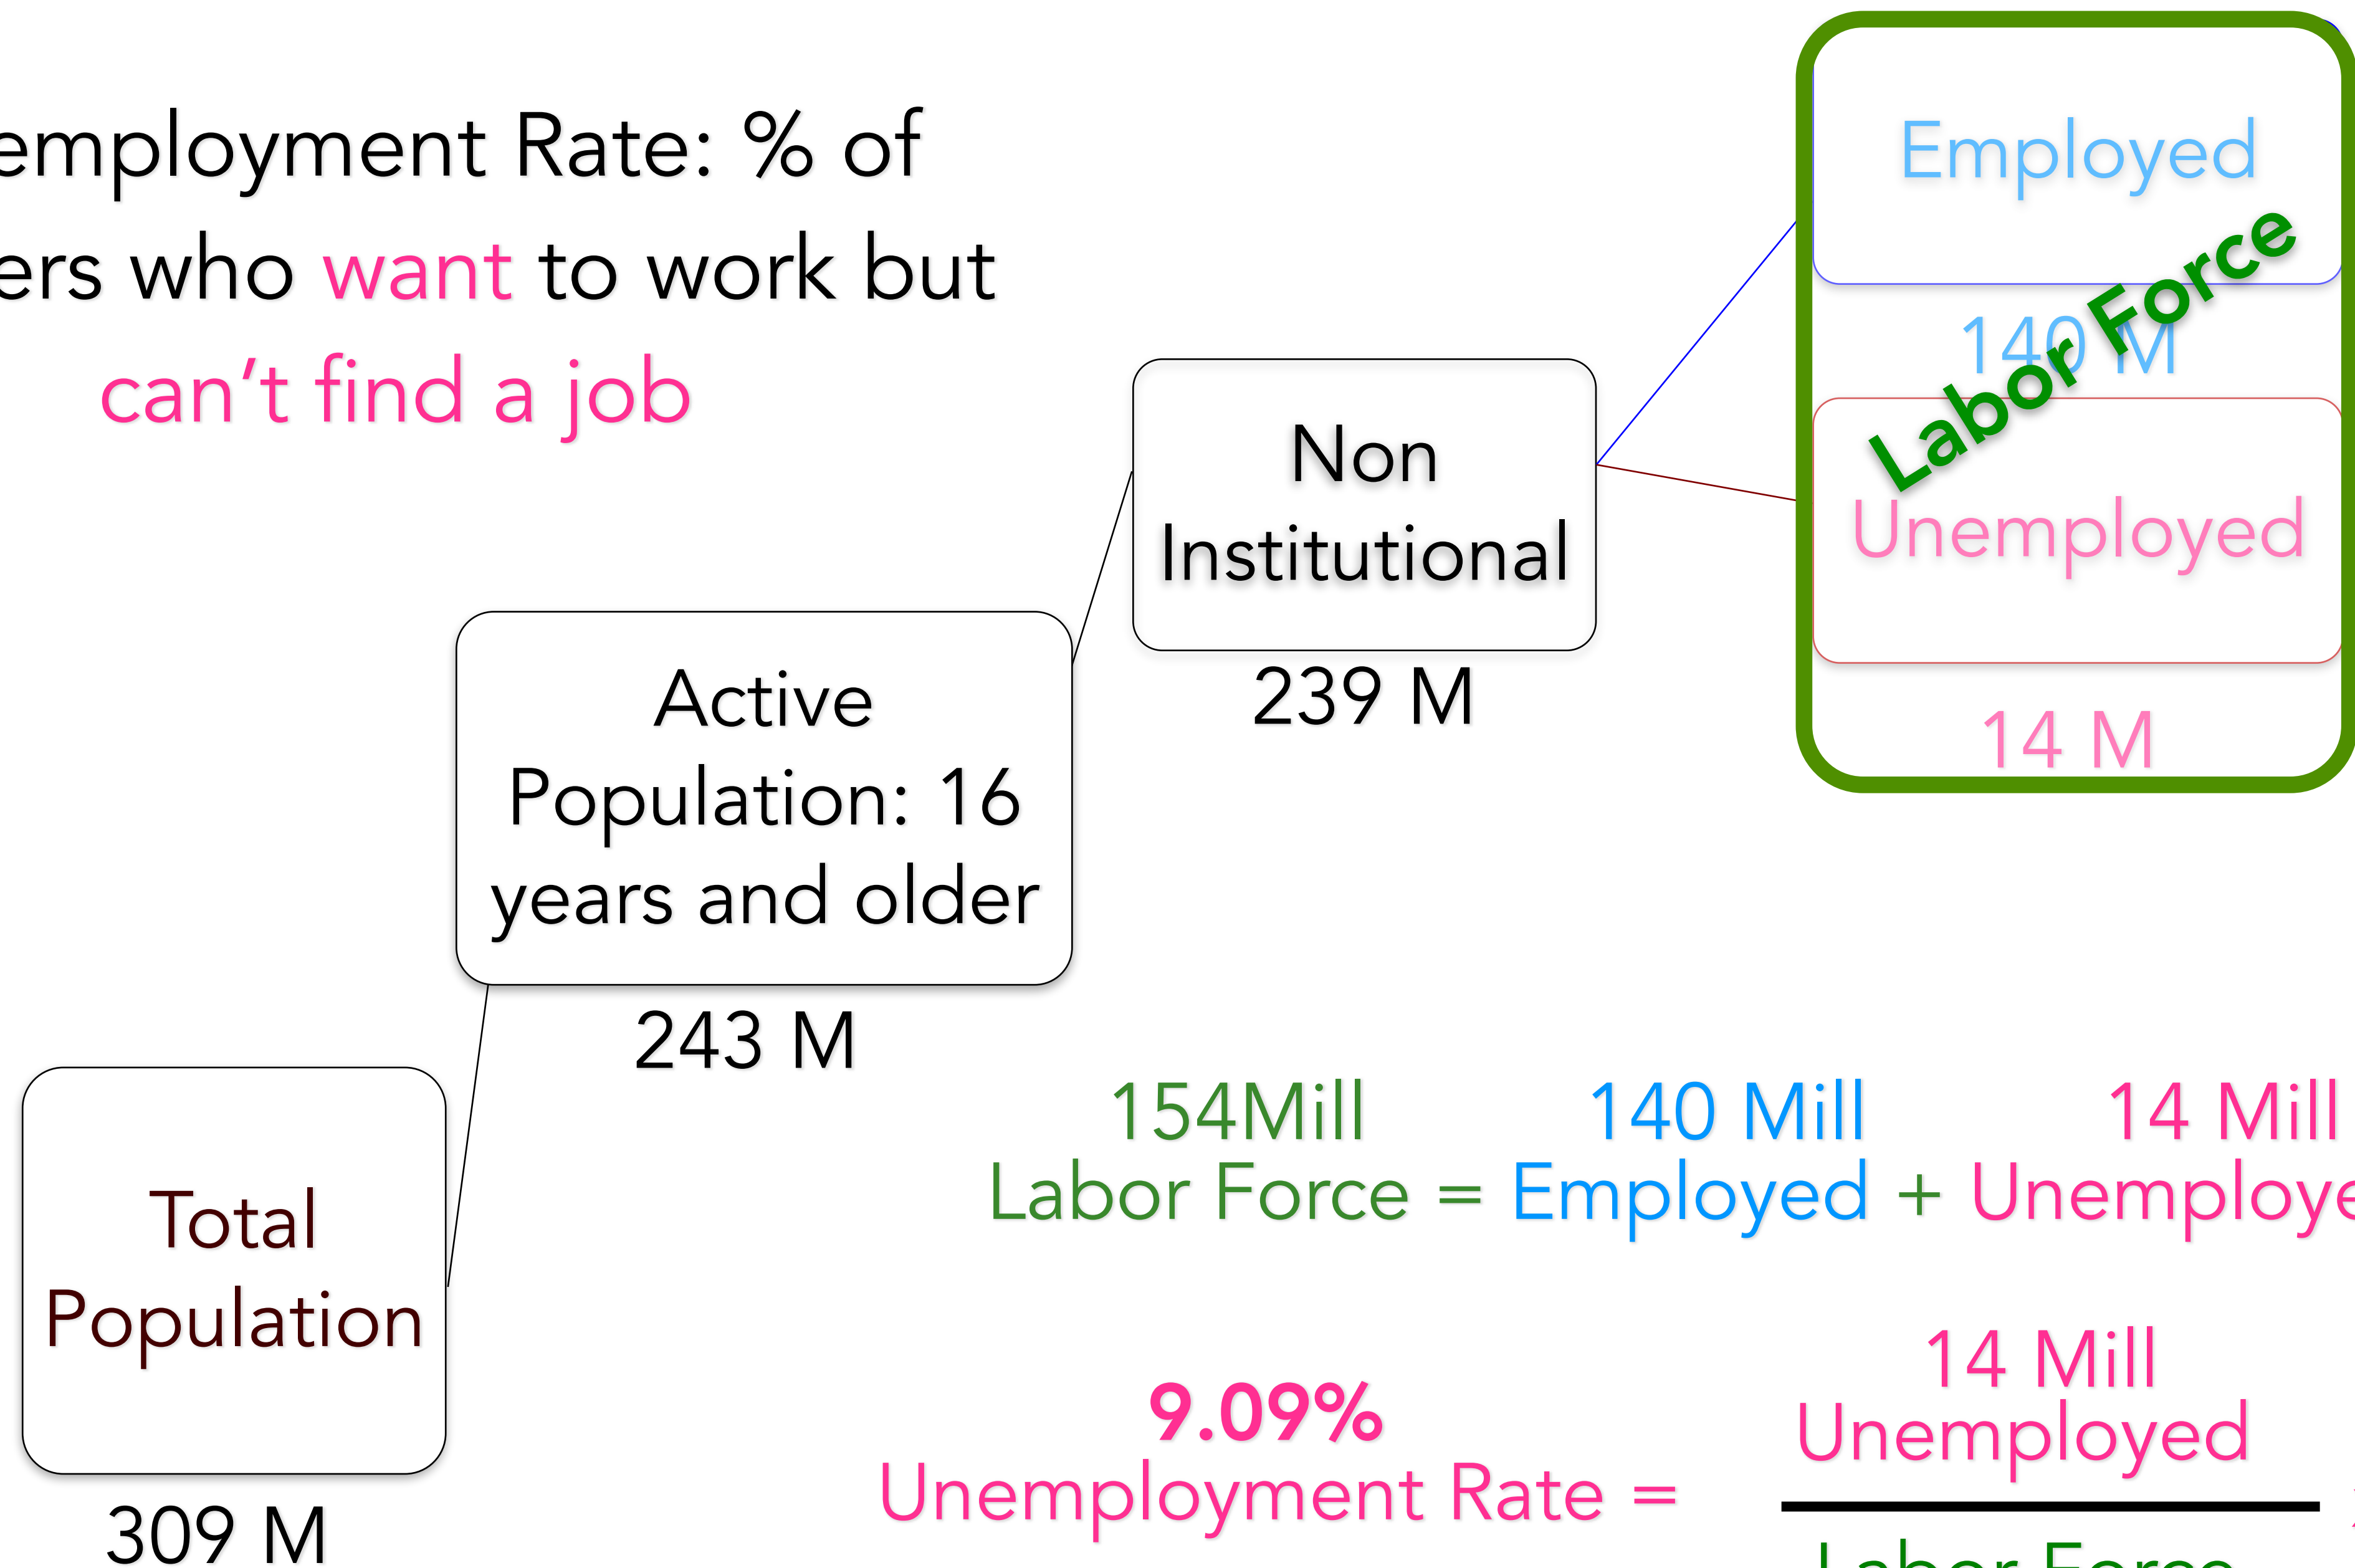 employment Rate: % of
ers who want to work but
can't find a job
Employed
140 M
Labor Force
Unemployed
14 M
Non
Institutional
239 M
Active
Population: 16
years and older
243 M
Total
Population
309 M
154Mill 140 Mill 14 Mill
Labor Force = Employed + Unemploye
9.09%
Unemployment Rate =
14 Mill
Unemployed
Labor Force